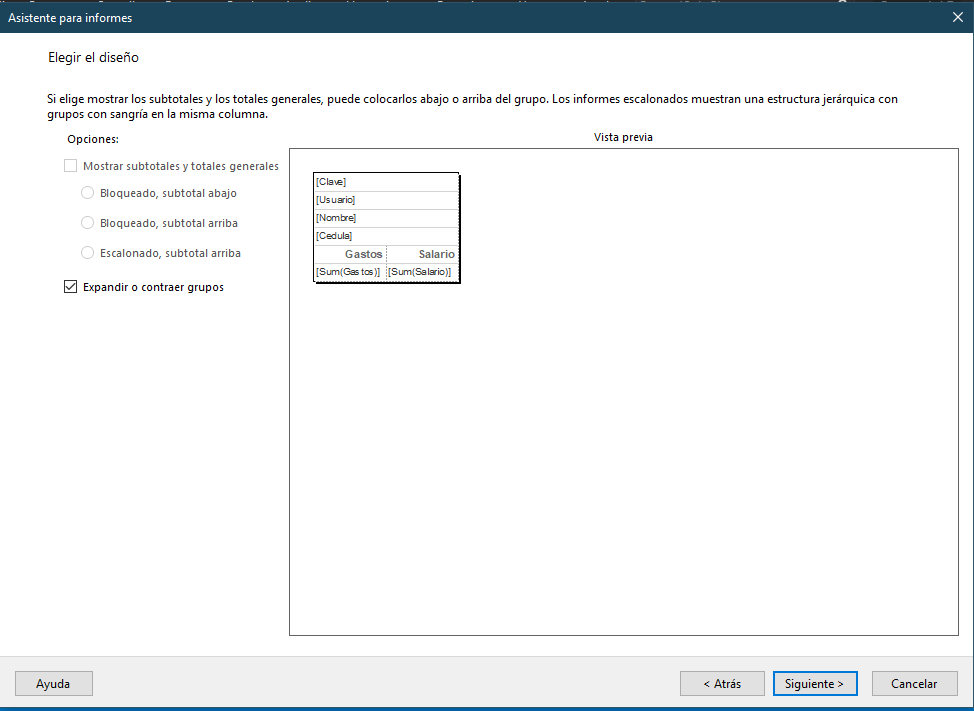 Asistente para informes
Elegir el diseño
Si elige mostrar los subtotales y los totales generales, puede colocarlos abajo o arriba del grupo. Los informes escalonados muestran una estructura jerárquica con
grupos con sangría en la misma columna.
Opciones:
Vista previa
Mostrar subtotales y totales generales
Bloqueado, subtotal abajo
Bloqueado, subtotal arriba
Escalonado, subtotal arriba
Expandir o contraer grupos
[Clave]
[Usuario]
[Nombre]
[Cedula]
Gastos Salario
[Sum(Gastos)] [Sum(Salario)]
Ayuda
< Atrás
Siguiente >
Cancelar